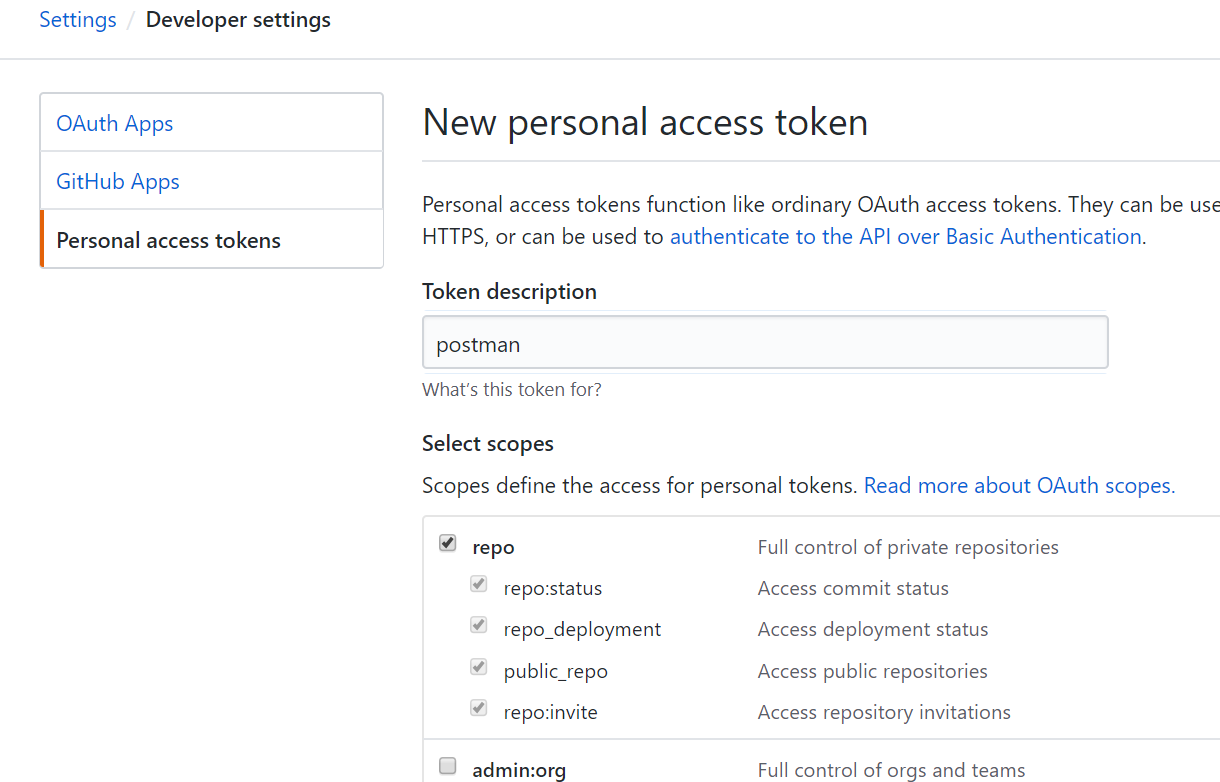 Settings / Developer settings
OAuth Apps
GitHub Apps
Personal access tokens
New personal access token
Personal access tokens function like ordinary OAuth access tokens. They can be use
HTTPS, or can be used to authenticate to the API over Basic Authentication.
Token description
postman
What's this token for?
Select scopes
Scopes define the access for personal tokens. Read more about OAuth scopes.
repo Full control of private repositories
repo:status Access commit status
repo_deployment Access deployment status
public_repo Access public repositories
repo:invite Access repository invitations
admin:org Full control of orgs and teams